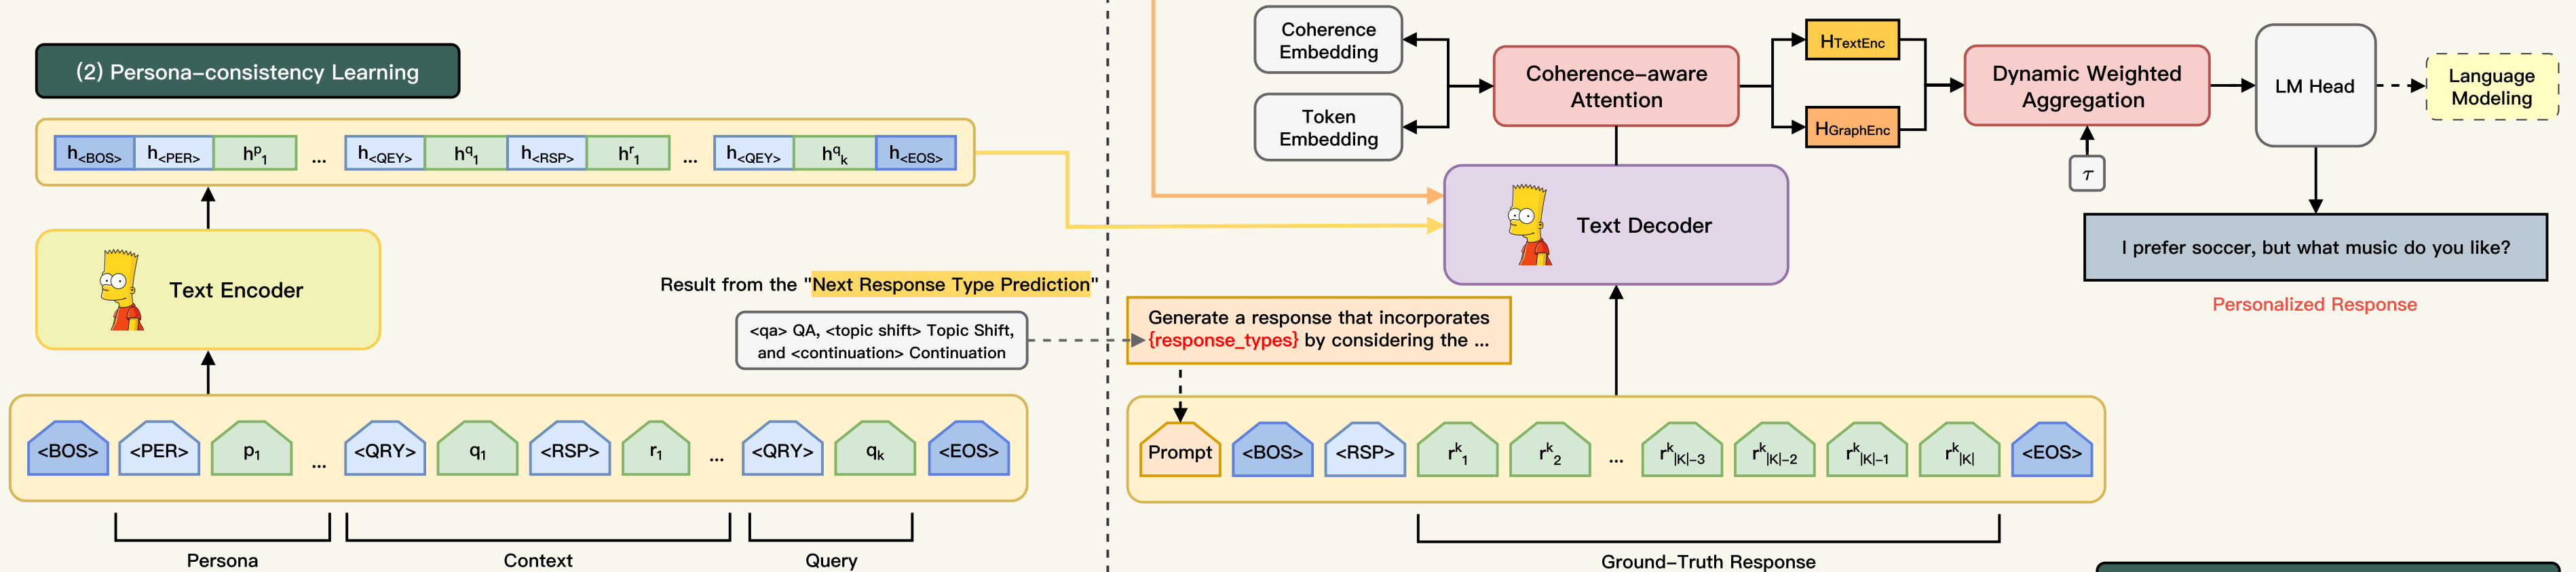 (2) Persona-consistency Learning
h<BOS> h<PER> hp1 ... h<QEY> hq1 h<RSP> hr1 ... h<QEY> hqk h<EOS>
Text Encoder
Result from the "Next Response Type Prediction"
<qa> QA, <topic shift> Topic Shift,
and <continuation> Continuation
<BOS> <PER> p1 ... <QRY> q1 <RSP> r1 ... <QRY> qk <EOS>
Persona
Context
Query
Coherence
Embedding
Token
Embedding
Coherence-aware
Attention
HTextEnc
HGraphEnc
Dynamic Weighted
Aggregation
τ
LM Head
Language
Modeling
Text Decoder
I prefer soccer, but what music do you like?
Personalized Response
Generate a response that incorporates
{response_types} by considering the ...
Prompt <BOS> <RSP> rk1 rk2 ... rk|K|-3 rk|K|-2 rk|K|-1 rk|K| <EOS>
Ground-Truth Response